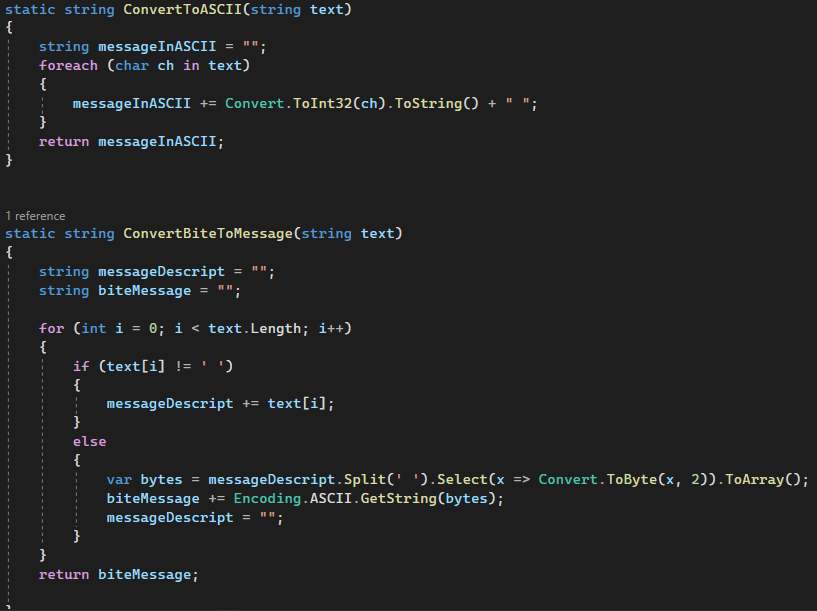 static string ConvertToASCII(string text)
{
    string messageInASCII = "";
    foreach (char ch in text)
    {
        messageInASCII += Convert.ToInt32(ch).ToString() + " ";
    }
    return messageInASCII;
}
1 reference
static string ConvertBiteToMessage(string text)
{
    string messageDescript = "";
    string biteMessage = "";
    for (int i = 0; i < text.Length; i++)
    {
        if (text[i] != ' ')
        {
            messageDescript += text[i];
        }
        else
        {
            var bytes = messageDescript.Split(' ').Select(x => Convert.ToByte(x, 2)).ToArray();
            biteMessage += Encoding.ASCII.GetString(bytes);
            messageDescript = "";
        }
    }
    return biteMessage;
}